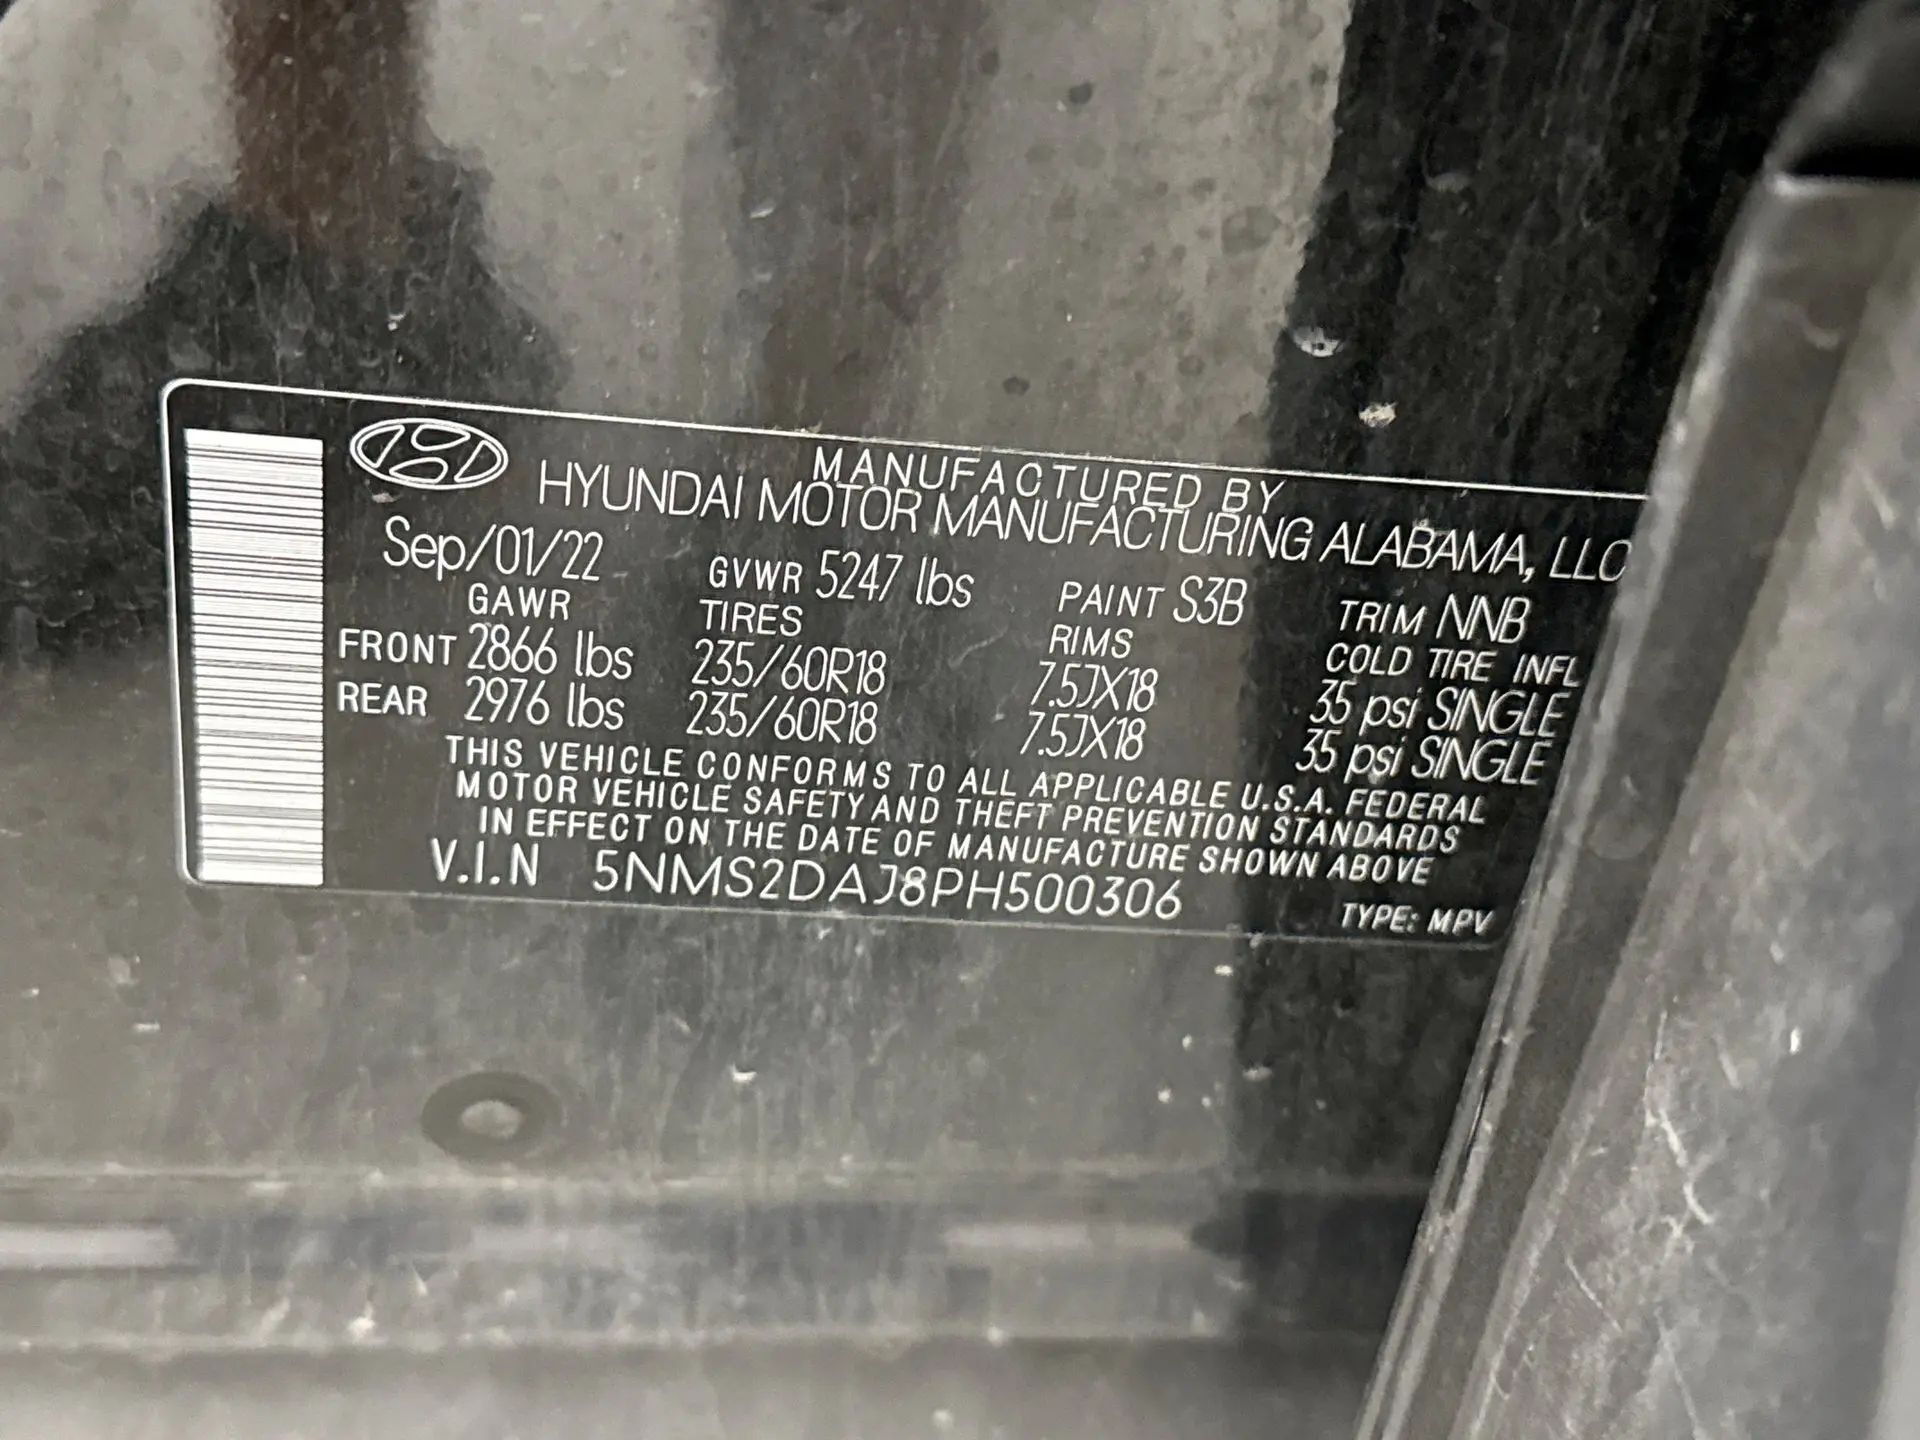 MANUFACTURED BY
HYUNDAI MOTOR MANUFACTURING ALABAMA, LLC
Sep/01/22 GVWR 5247 lbs PAINT S3B TRIM NNB
GAWR TIRES RIMS COLD TIRE INFL
FRONT 2866 lbs 235/60R18 7.5JX18 35 psi SINGLE
REAR 2976 lbs 235/60R18 7.5JX18 35 psi SINGLE
THIS VEHICLE CONFORMS TO ALL APPLICABLE U.S.A. FEDERAL
MOTOR VEHICLE SAFETY AND THEFT PREVENTION STANDARDS
IN EFFECT ON THE DATE OF MANUFACTURE SHOWN ABOVE
V.I.N 5NMS2DAJ8PH500306 TYPE: MPV